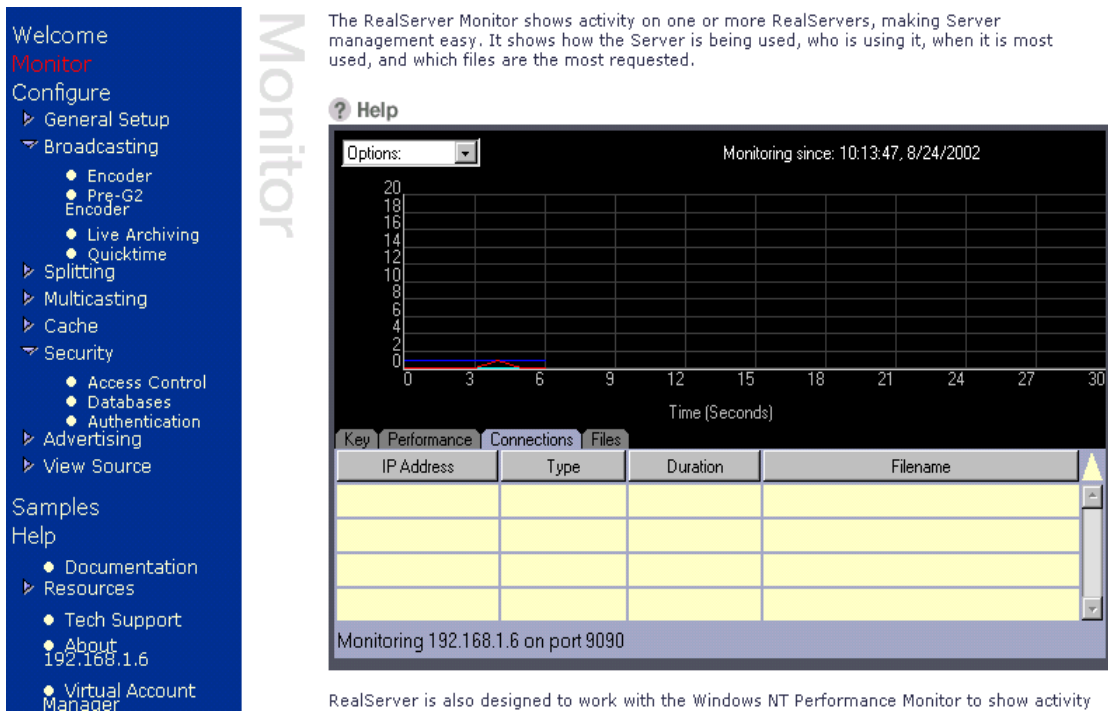 Welcome
Monitor
Configure
General Setup
Broadcasting
Encoder
Pre-G2
Encoder
Live Archiving
Quicktime
Splitting
Multicasting
Cache
Security
Access Control
Databases
Authentication
Advertising
View Source
Samples
Help
Documentation
Resources
Tech Support
About
192.168.1.6
Virtual Account
Manager
Monitor
The RealServer Monitor shows activity on one or more RealServers, making Server
management easy. It shows how the Server is being used, who is using it, when it is most
used, and which files are the most requested.
? Help
Options:
Monitoring since: 10:13:47, 8/24/2002
20
18
16
14
12
10
8
6
4
2
0
0 3 6 9 12 15 18 21 24 27 30
Time (Seconds)
Key Performance Connections Files
IP Address Type Duration Filename
Monitoring 192.168.1.6 on port 9090
RealServer is also designed to work with the Windows NT Performance Monitor to show activity